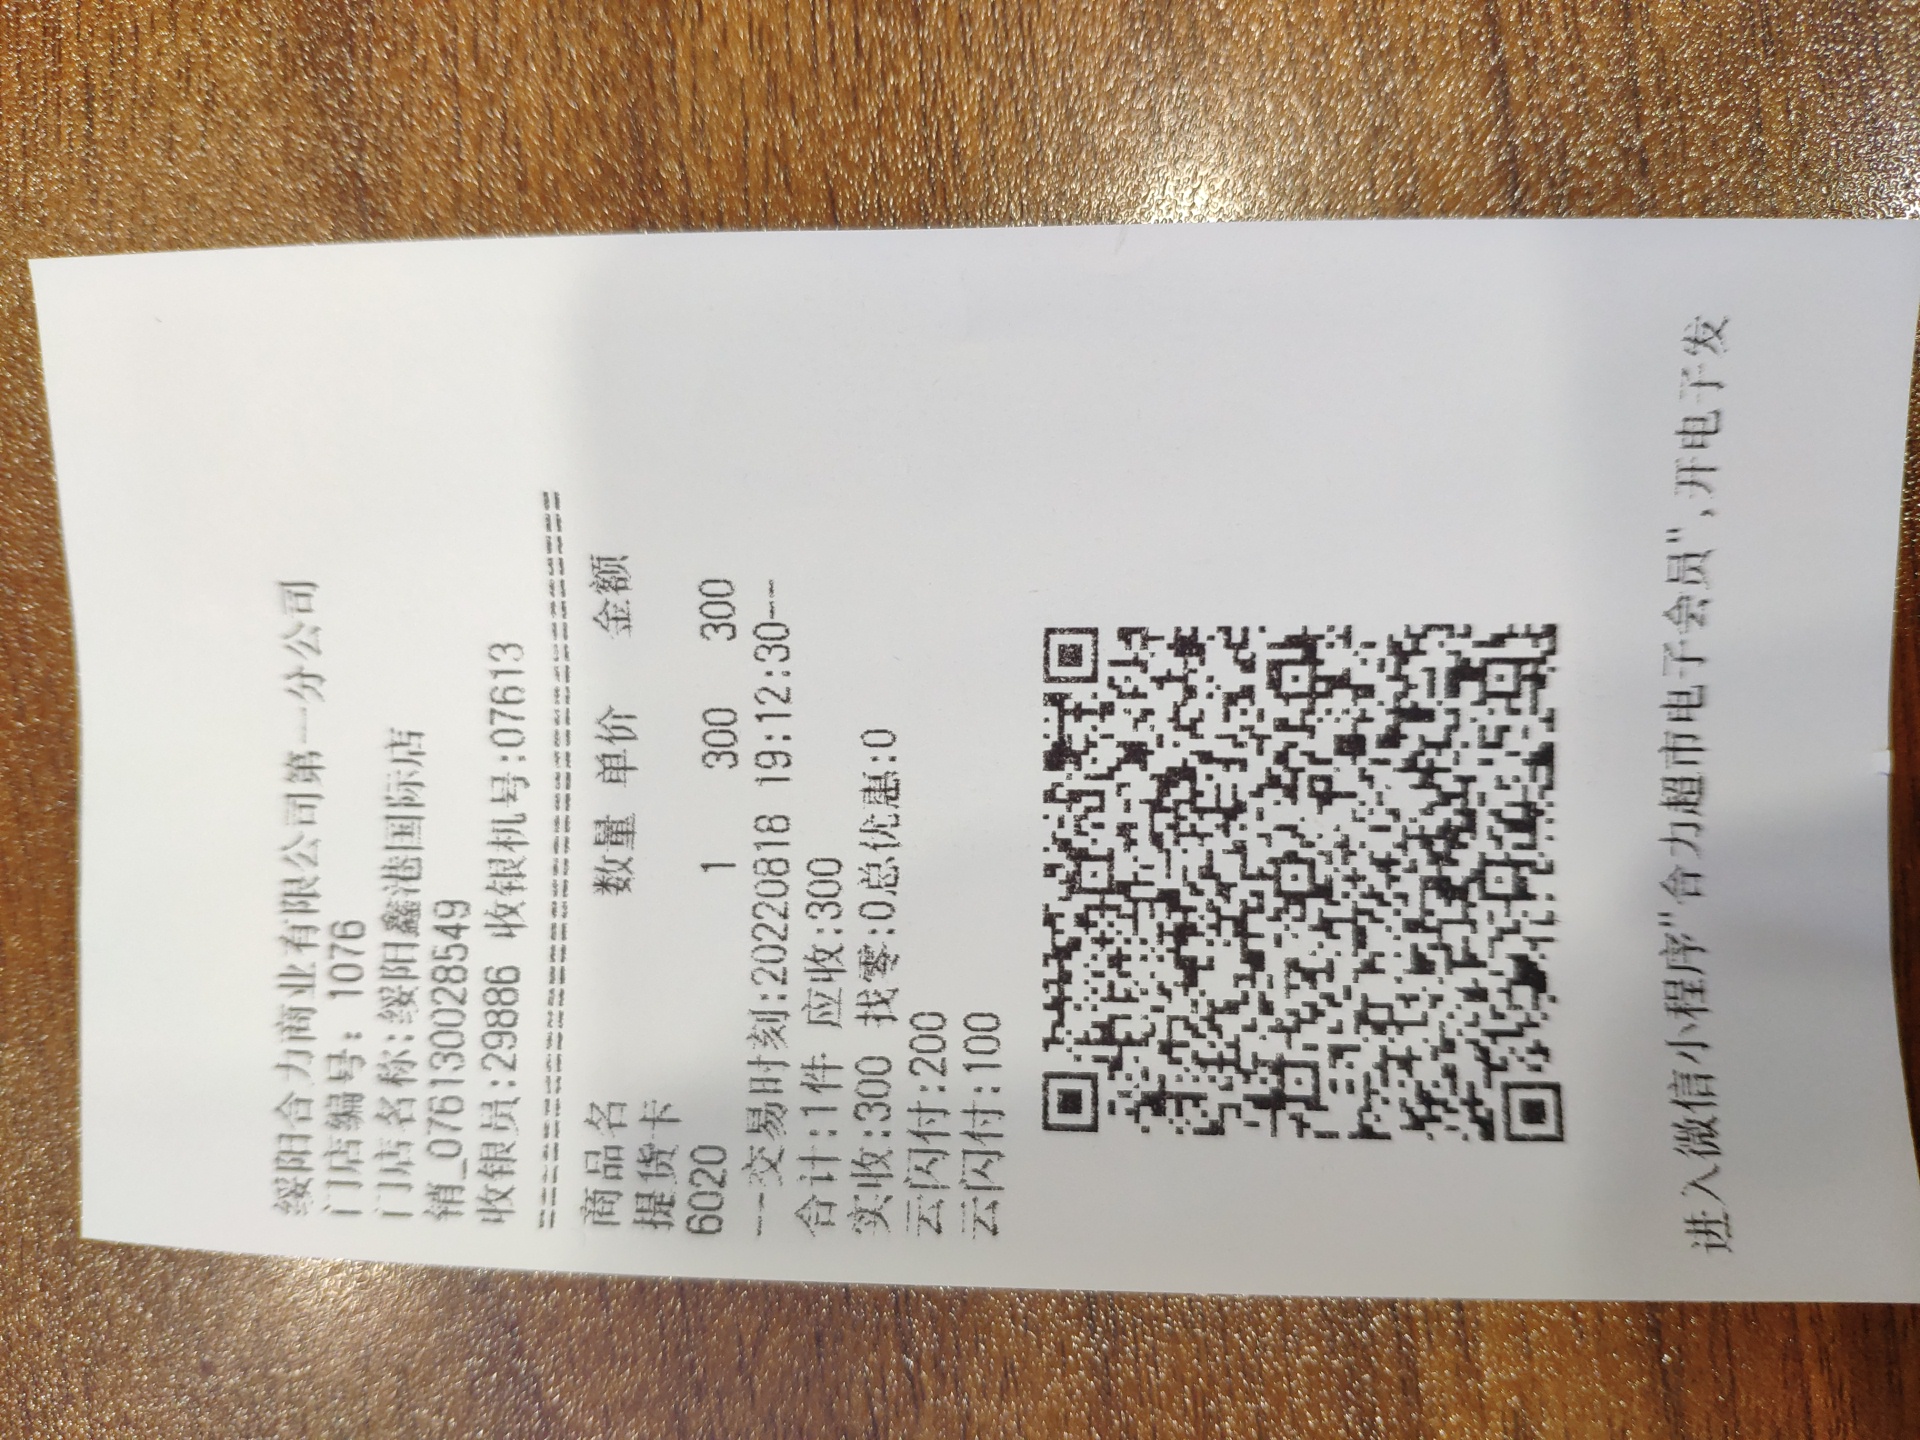 绥阳合力商业有限公司第一分公司
门店编号: 1076
门店名称:绥阳鑫港国际店
销_0761300028549
收银员:29886 收银机号:07613
========================================
商品名 数量 单价 金额
提货卡
6020 1 300 300
--交易时刻:20220818 19:12:30--
合计:1件 应收:300
实收:300 找零:0总优惠:0
云闪付:200
云闪付:100
进入微信小程序"合力超市电子会员",开电子发